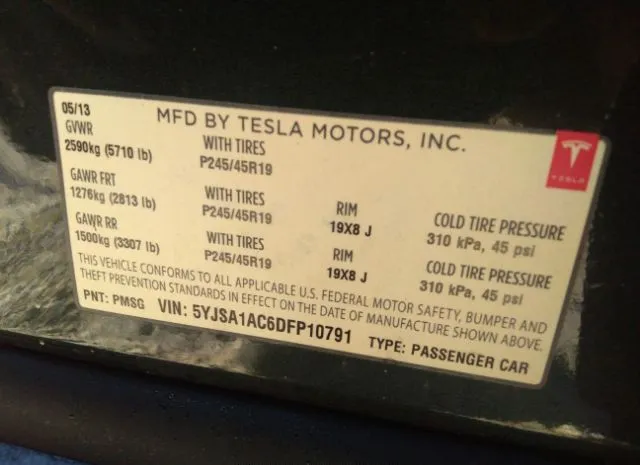 05/13
MFD BY TESLA MOTORS, INC.
GVWR
2590kg (5710 lb)
WITH TIRES
P245/45R19
TESLA
GAWR FRT
1276kg (2813 lb)
WITH TIRES
P245/45R19
RIM
19X8 J
COLD TIRE PRESSURE
310 kPa, 45 psi
GAWR RR
1500kg (3307 lb)
WITH TIRES
P245/45R19
RIM
19X8 J
COLD TIRE PRESSURE
310 kPa, 45 psi
THIS VEHICLE CONFORMS TO ALL APPLICABLE U.S. FEDERAL MOTOR SAFETY, BUMPER AND
THEFT PREVENTION STANDARDS IN EFFECT ON THE DATE OF MANUFACTURE SHOWN ABOVE.
PNT: PMSG VIN: 5YJSA1AC6DFP10791 TYPE: PASSENGER CAR